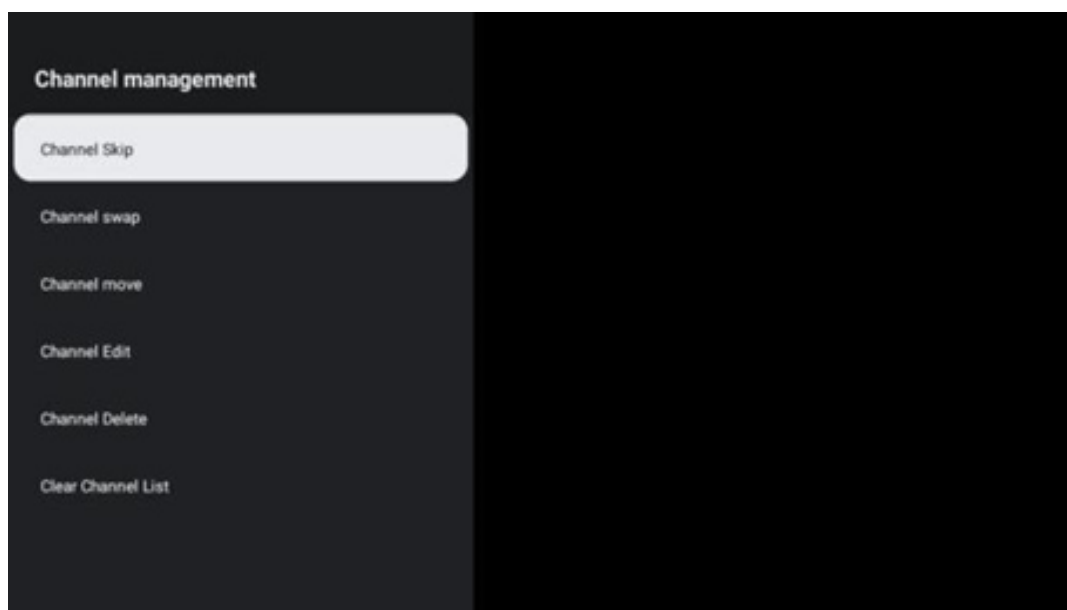 Channel management
Channel Skip
Channel swap
Channel move
Channel Edit
Channel Delete
Clear Channel List